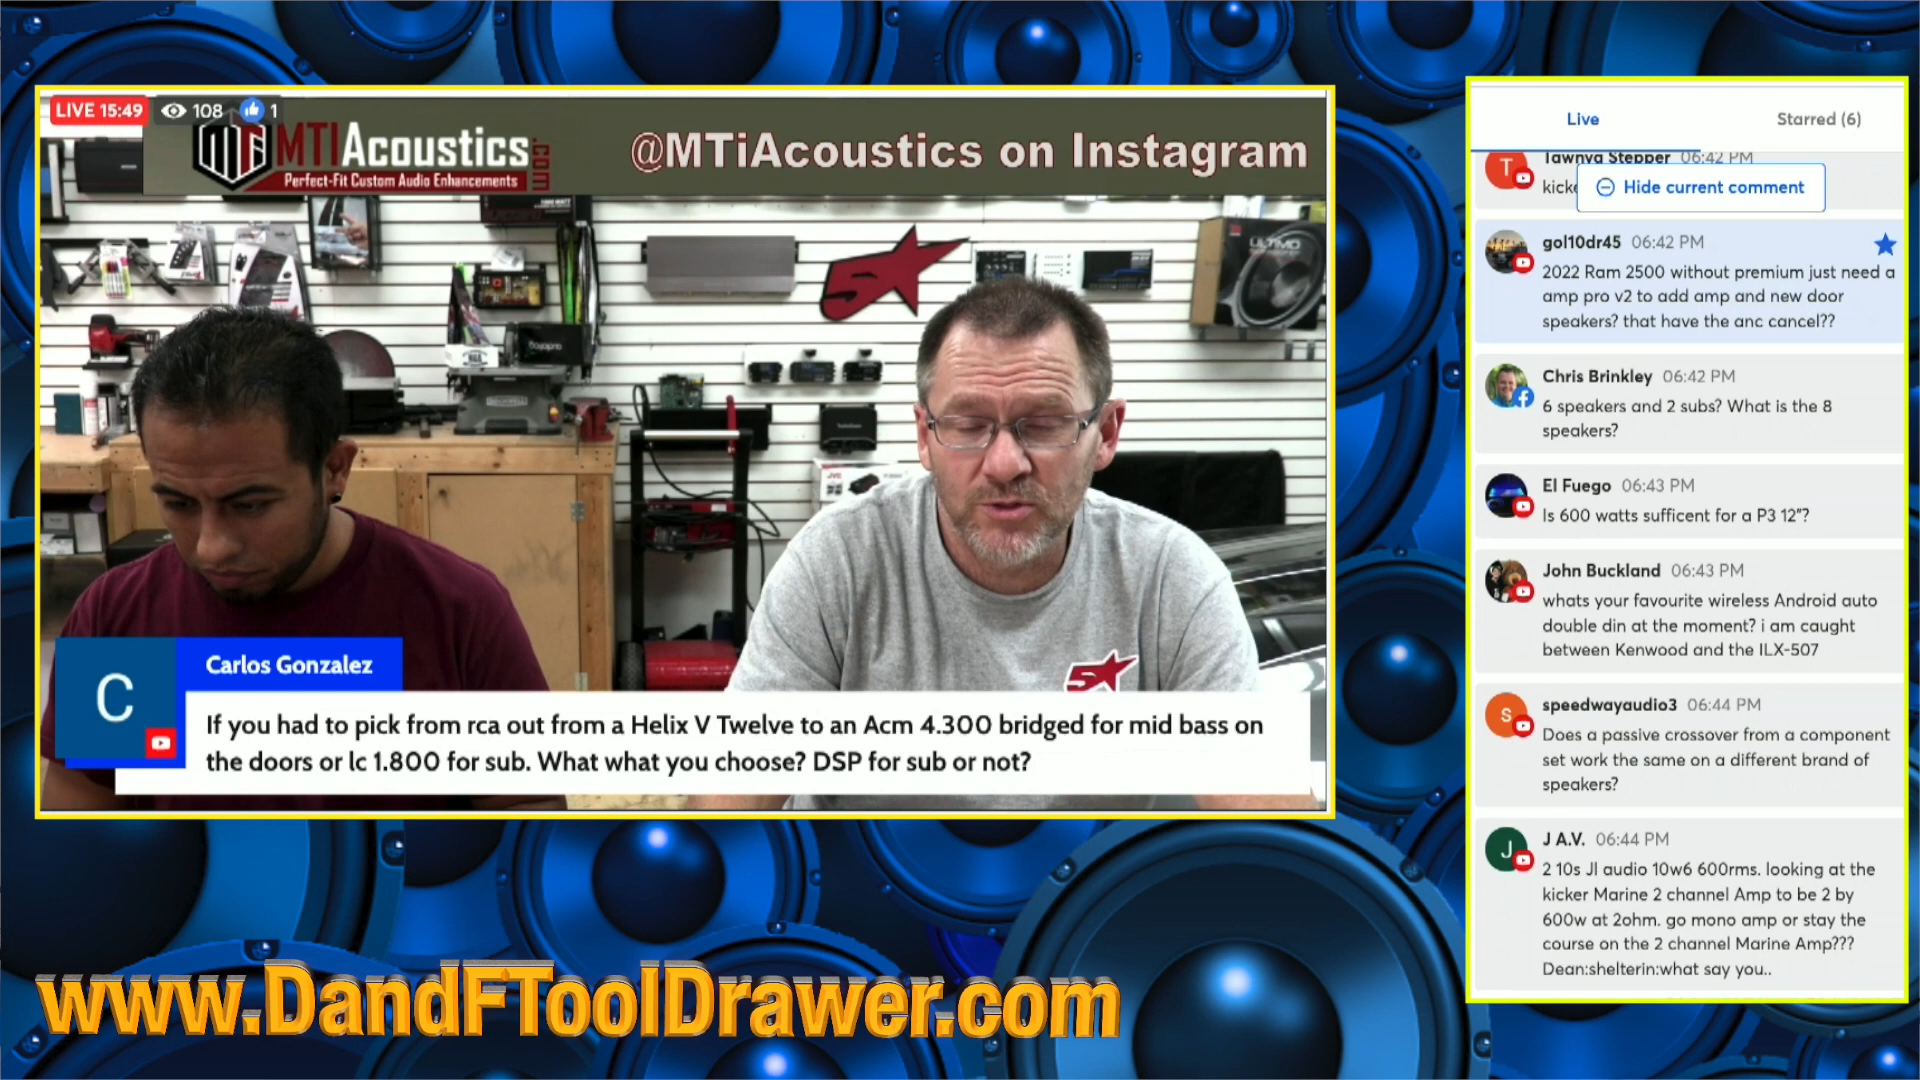 LIVE 15:49
108
1
MTIAcoustics
.com
Perfect-Fit Custom Audio Enhancements
@MTiAcoustics on Instagram
ULTIMO
JVC
C
Carlos Gonzalez
If you had to pick from rca out from a Helix V Twelve to an Acm 4.300 bridged for mid bass on
the doors or lc 1.800 for sub. What what you choose? DSP for sub or not?
www.DandFToolDrawer.com
Live
Starred (6)
T
Tawnya Stepper 06:42 PM
kicke
Hide current comment
gol10dr45 06:42 PM
2022 Ram 2500 without premium just need a
amp pro v2 to add amp and new door
speakers? that have the anc cancel??
Chris Brinkley 06:42 PM
6 speakers and 2 subs? What is the 8
speakers?
El Fuego 06:43 PM
Is 600 watts sufficent for a P3 12”?
John Buckland 06:43 PM
whats your favourite wireless Android auto
double din at the moment? i am caught
between Kenwood and the ILX-507
S
speedwayaudio3 06:44 PM
Does a passive crossover from a component
set work the same on a different brand of
speakers?
J
J A.V. 06:44 PM
2 10s Jl audio 10w6 600rms. looking at the
kicker Marine 2 channel Amp to be 2 by
600w at 2ohm. go mono amp or stay the
course on the 2 channel Marine Amp???
Dean:shelterin:what say you..